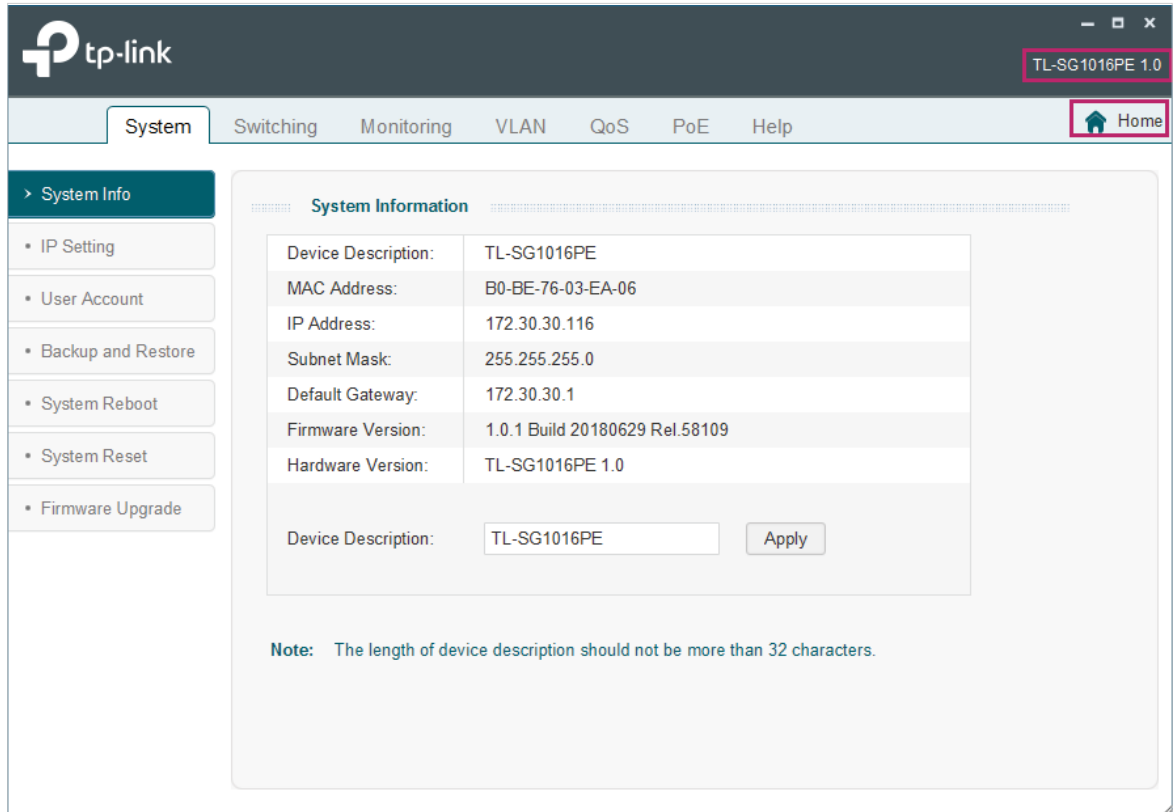 tp-link
TL-SG1016PE 1.0
System Switching Monitoring VLAN QoS PoE Help Home
System Info
IP Setting
User Account
Backup and Restore
System Reboot
System Reset
Firmware Upgrade
System Information
Device Description: TL-SG1016PE
MAC Address: B0-BE-76-03-EA-06
IP Address: 172.30.30.116
Subnet Mask: 255.255.255.0
Default Gateway: 172.30.30.1
Firmware Version: 1.0.1 Build 20180629 Rel.58109
Hardware Version: TL-SG1016PE 1.0
Device Description: TL-SG1016PE Apply
Note: The length of device description should not be more than 32 characters.